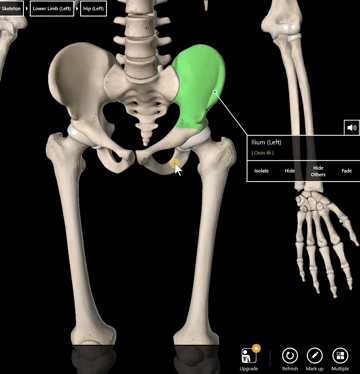 Skeleton
Lower Limb (Left)
Hip (Left)
Ilium (Left)
( Ossis Ilii )
Isolate
Hide
Hide Others
Fade
Upgrade
Refresh
Mark up
Multiple